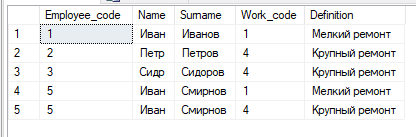 Employee_code Name Surname Work_code Definition
1 1 Иван Иванов 1 Мелкий ремонт
2 2 Петр Петров 4 Крупный ремонт
3 3 Сидр Сидоров 4 Крупный ремонт
4 5 Иван Смирнов 1 Мелкий ремонт
5 5 Иван Смирнов 4 Крупный ремонт